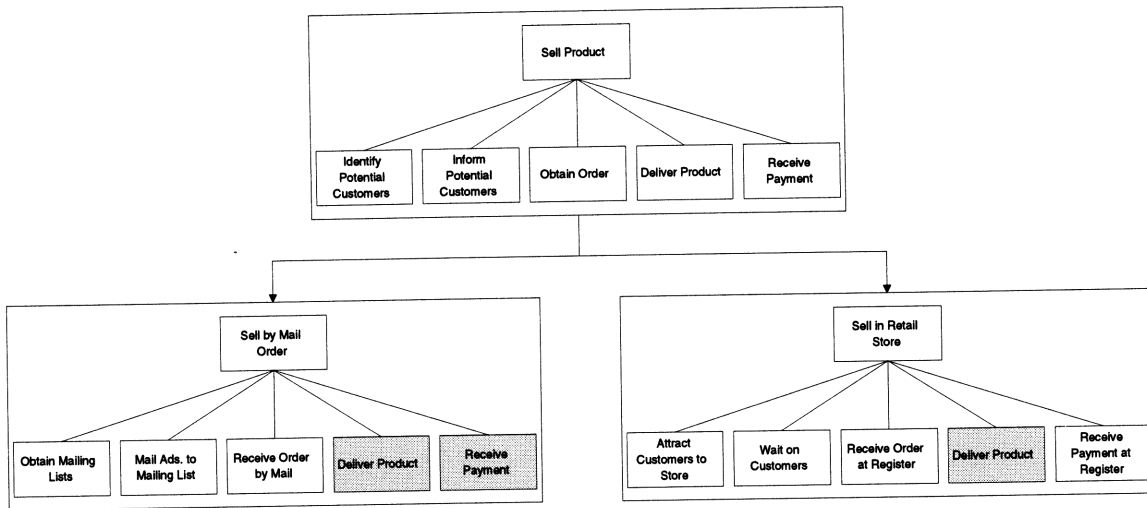 Sell Product
Identify
Potential
Customers
Inform
Potential
Customers
Obtain Order
Deliver Product
Receive
Payment
Sell by Mail
Order
Obtain Mailing
Lists
Mail Ads. to
Mailing List
Receive Order
by Mail
Deliver Product
Receive
Payment
Sell in Retail
Store
Attract
Customers to
Store
Wait on
Customers
Receive Order
at Register
Deliver Product
Receive
Payment at
Register